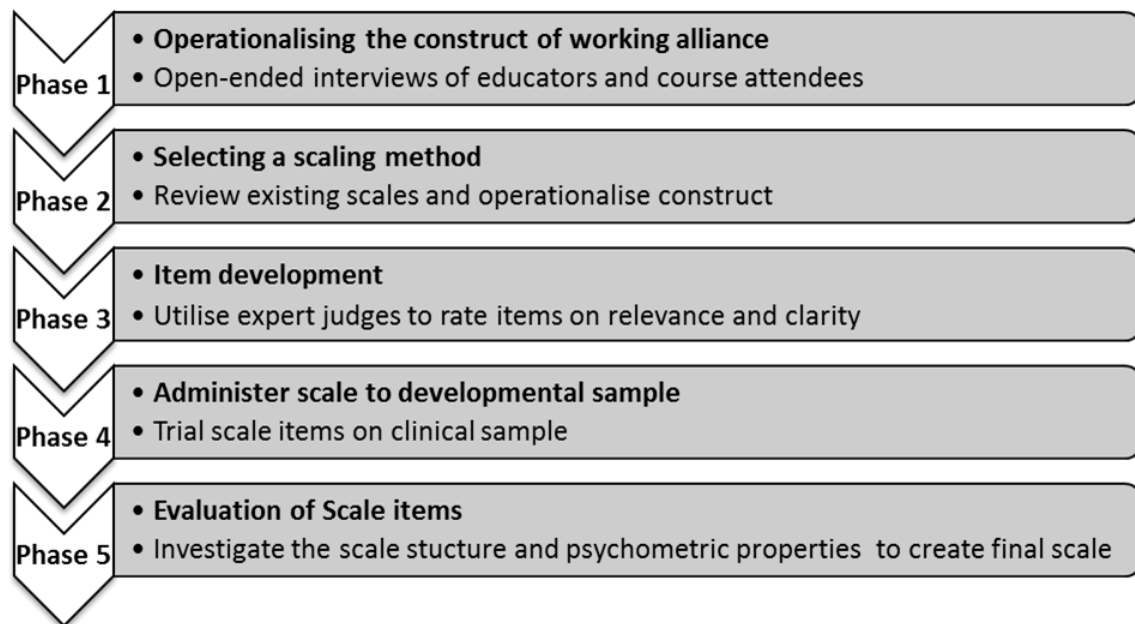 Phase 1
• Operationalising the construct of working alliance
• Open-ended interviews of educators and course attendees
Phase 2
• Selecting a scaling method
• Review existing scales and operationalise construct
Phase 3
• Item development
• Utilise expert judges to rate items on relevance and clarity
Phase 4
• Administer scale to developmental sample
• Trial scale items on clinical sample
Phase 5
• Evaluation of Scale items
• Investigate the scale stucture and psychometric properties to create final scale